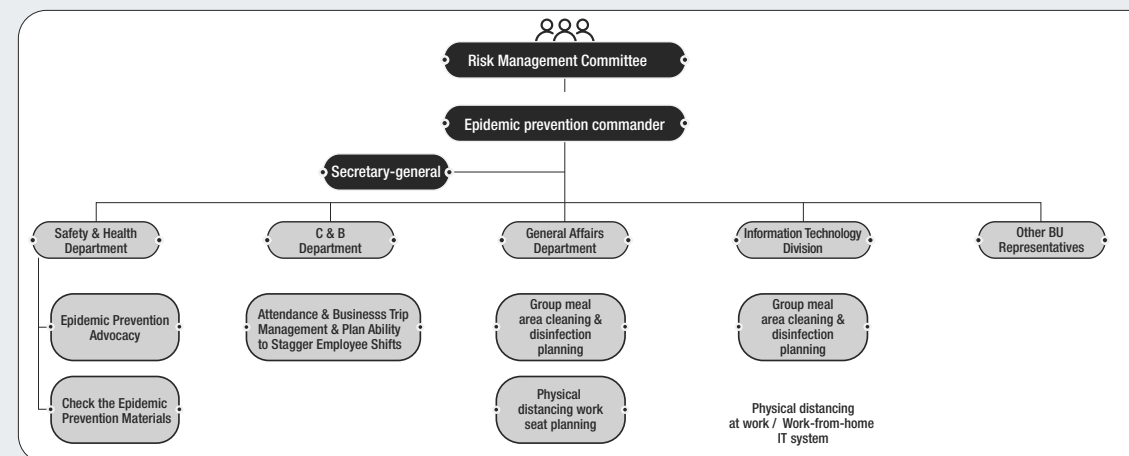 Risk Management Committee
Epidemic prevention commander
Secretary-general
Safety & Health
Department
C & B
Department
General Affairs
Department
Information Technology
Division
Other BU
Representatives
Epidemic Prevention
Advocacy
Attendance & Businesss Trip
Management & Plan Ability
to Stagger Employee Shifts
Group meal
area cleaning &
disinfection
planning
Group meal
area cleaning &
disinfection
planning
Check the Epidemic
Prevention Materials
Physical
distancing work
seat planning
Physical distancing
at work / Work-from-home
IT system